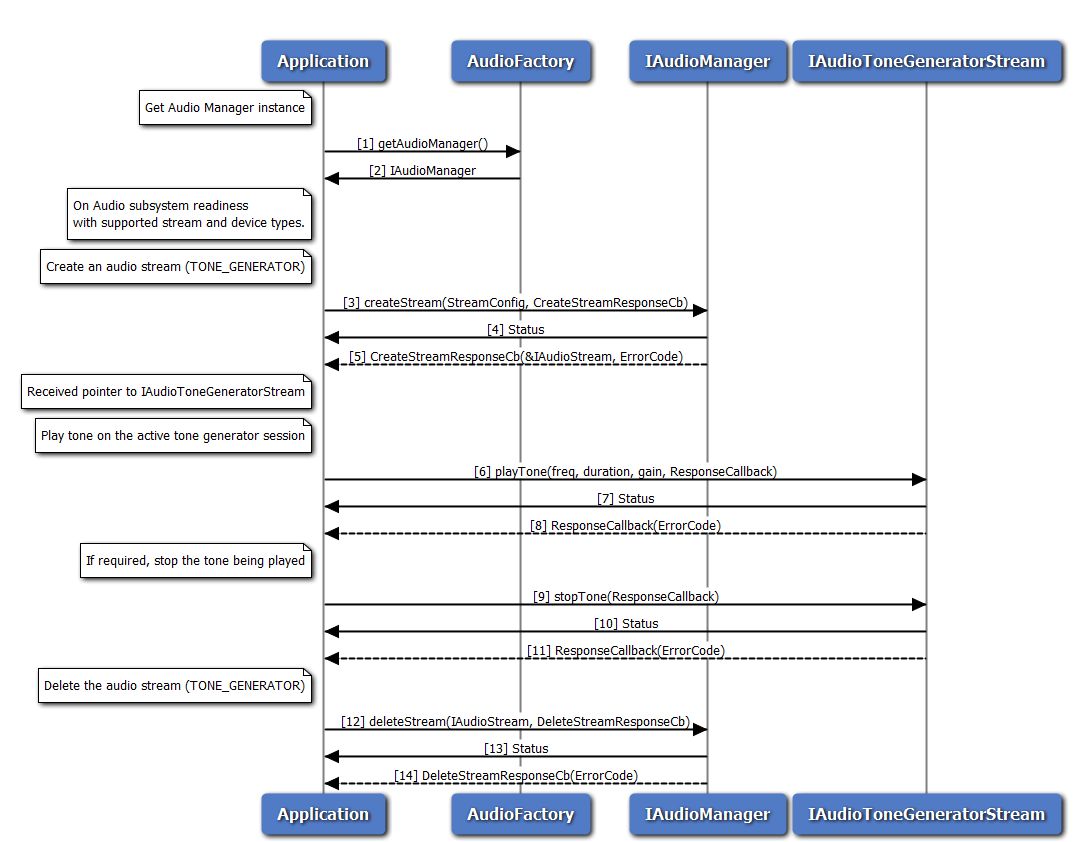 Application
AudioFactory
IAudioManager
IAudioToneGeneratorStream
Get Audio Manager instance
[1] getAudioManager()
[2] IAudioManager
On Audio subsystem readiness
with supported stream and device types.
Create an audio stream (TONE_GENERATOR)
[3] createStream(StreamConfig, CreateStreamResponseCb)
[4] Status
[5] CreateStreamResponseCb(&IAudioStream, ErrorCode)
Received pointer to IAudioToneGeneratorStream
Play tone on the active tone generator session
[6] playTone(freq, duration, gain, ResponseCallback)
[7] Status
[8] ResponseCallback(ErrorCode)
If required, stop the tone being played
[9] stopTone(ResponseCallback)
[10] Status
[11] ResponseCallback(ErrorCode)
Delete the audio stream (TONE_GENERATOR)
[12] deleteStream(IAudioStream, DeleteStreamResponseCb)
[13] Status
[14] DeleteStreamResponseCb(ErrorCode)
Application
AudioFactory
IAudioManager
IAudioToneGeneratorStream